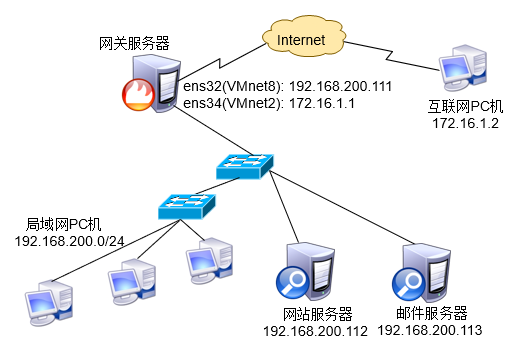 网关服务器
Internet
ens32(VMnet8): 192.168.200.111
ens34(VMnet2): 172.16.1.1
互联网PC机
172.16.1.2
局域网PC机
192.168.200.0/24
网站服务器
192.168.200.112
邮件服务器
192.168.200.113